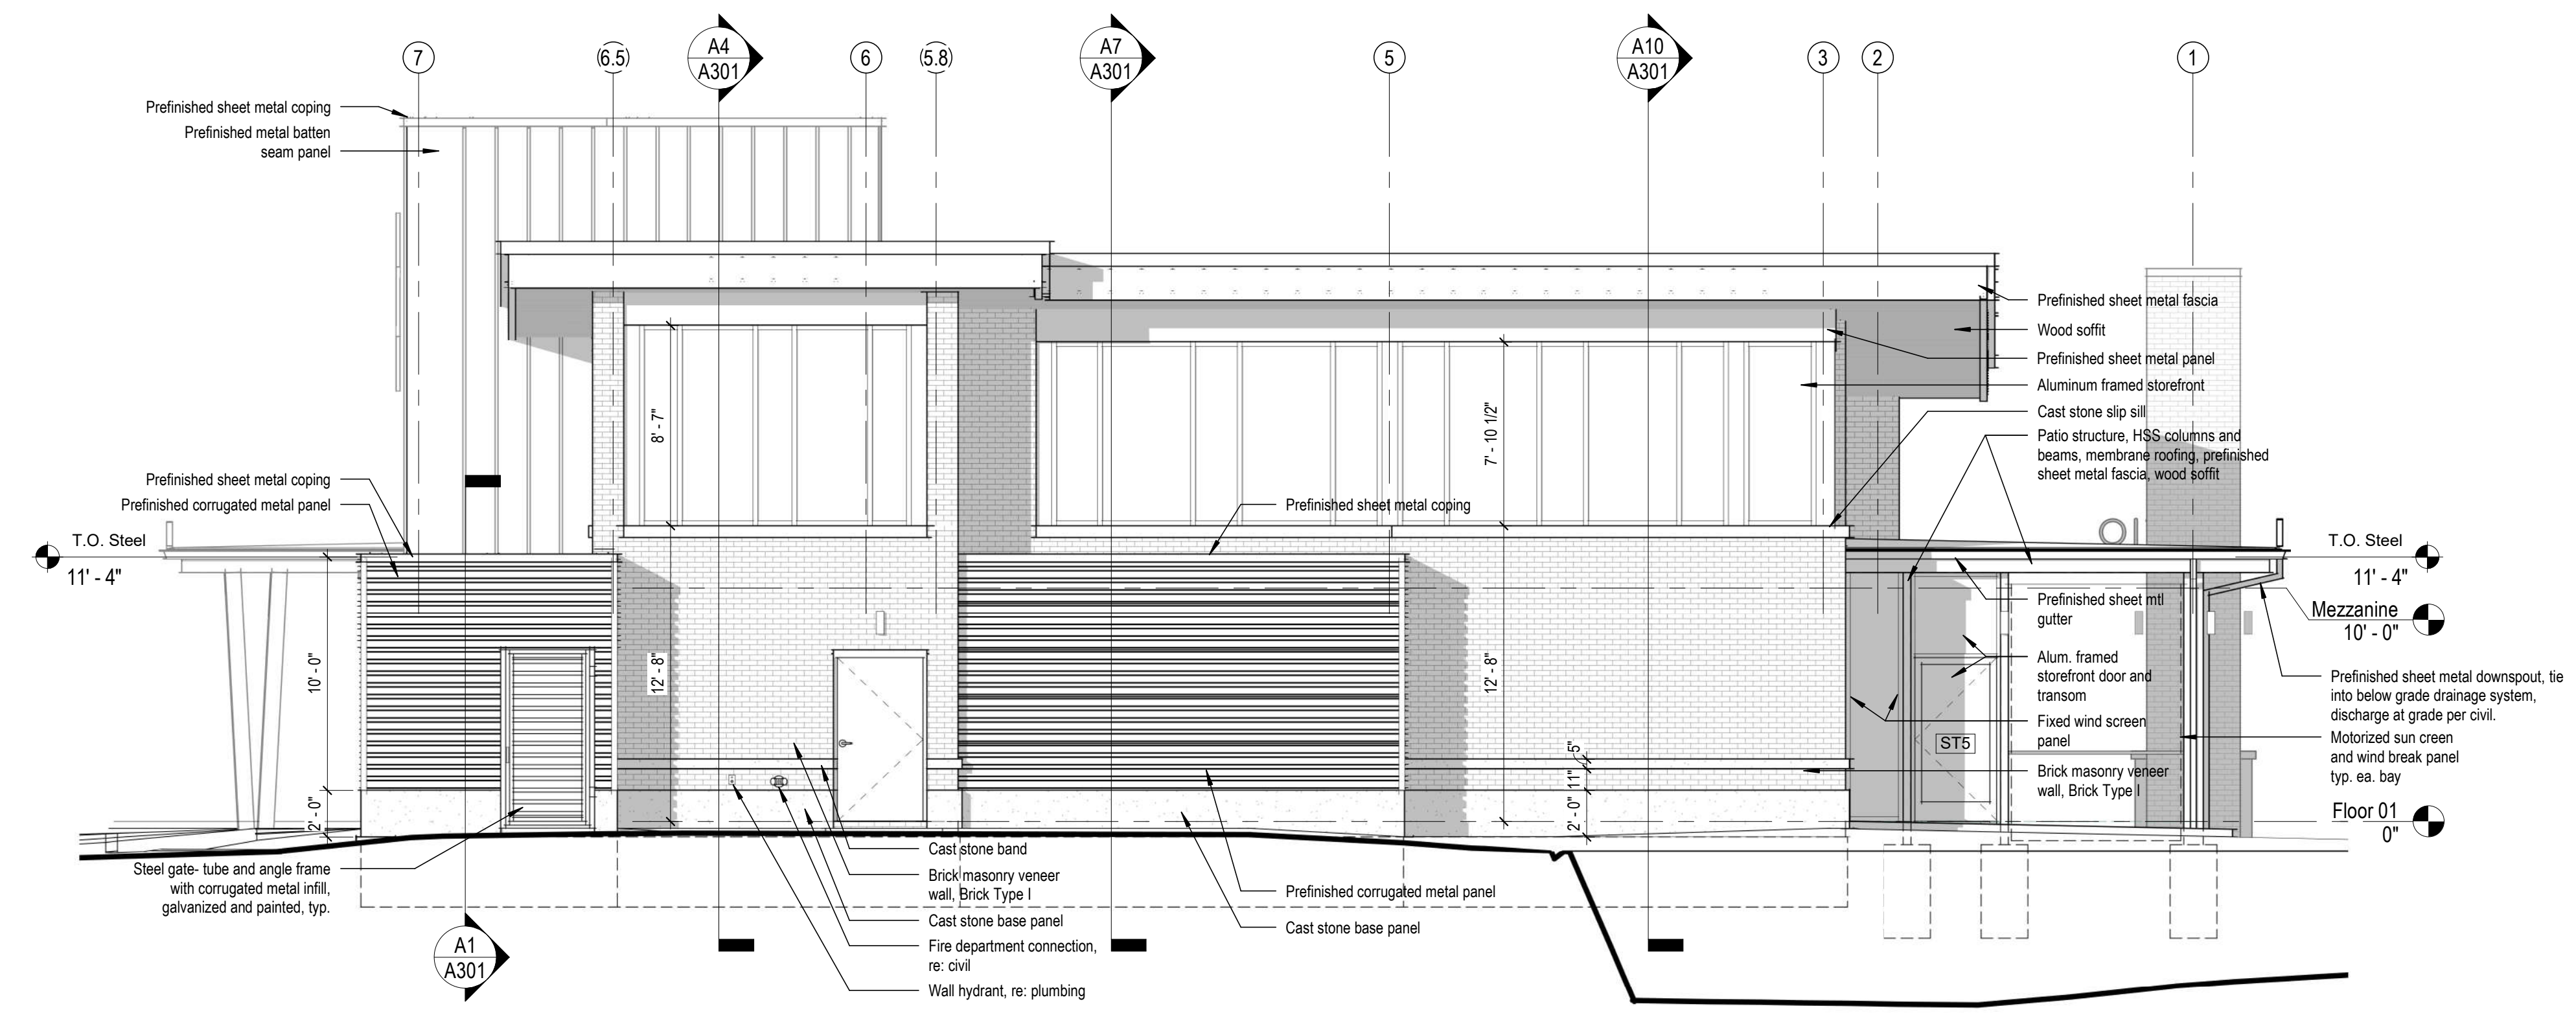 7
(6.5)
A4
A301
6
(5.8)
A7
A301
5
A10
A301
3
2
1
Prefinished sheet metal coping
Prefinished metal batten
seam panel
Prefinished sheet metal coping
Prefinished corrugated metal panel
T.O. Steel
11' - 4"
10' - 0"
2' - 0"
Steel gate- tube and angle frame
with corrugated metal infill,
galvanized and painted, typ.
A1
A301
8' - 7"
12' - 8"
Cast stone band
Brick masonry veneer
wall, Brick Type I
Cast stone base panel
Fire department connection,
re: civil
Wall hydrant, re: plumbing
Prefinished sheet metal coping
7' - 10 1/2"
12' - 8"
5"
11"
2' - 0"
Prefinished corrugated metal panel
Cast stone base panel
Prefinished sheet metal fascia
Wood soffit
Prefinished sheet metal panel
Aluminum framed storefront
Cast stone slip sill
Patio structure, HSS columns and
beams, membrane roofing, prefinished
sheet metal fascia, wood soffit
Prefinished sheet mtl
gutter
Alum. framed
storefront door and
transom
Fixed wind screen
panel
ST5
Brick masonry veneer
wall, Brick Type I
T.O. Steel
11' - 4"
Mezzanine
10' - 0"
Prefinished sheet metal downspout, tie
into below grade drainage system,
discharge at grade per civil.
Motorized sun creen
and wind break panel
typ. ea. bay
Floor 01
0"